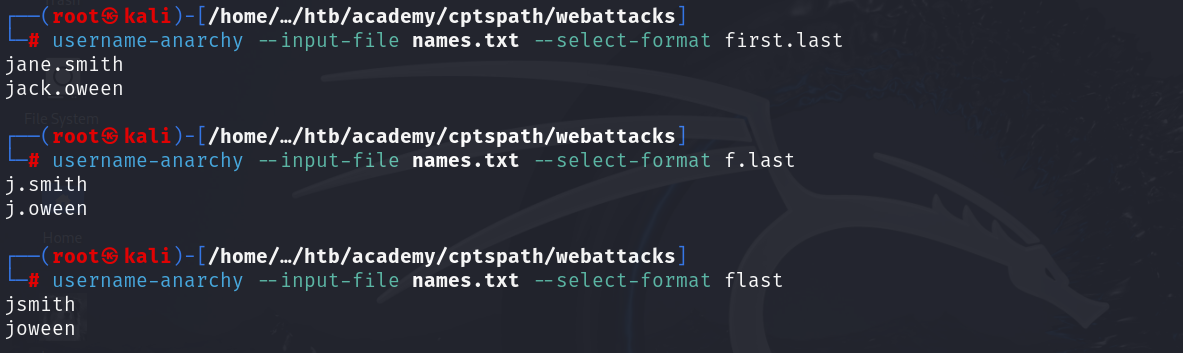 ┌──(root㉿kali)-[/home/…/htb/academy/cptspath/webattacks]
└─# username-anarchy --input-file names.txt --select-format first.last
jane.smith
jack.oween
File System
┌──(root㉿kali)-[/home/…/htb/academy/cptspath/webattacks]
└─# username-anarchy --input-file names.txt --select-format f.last
j.smith
j.oween
Home
┌──(root㉿kali)-[/home/…/htb/academy/cptspath/webattacks]
└─# username-anarchy --input-file names.txt --select-format flast
jsmith
joween